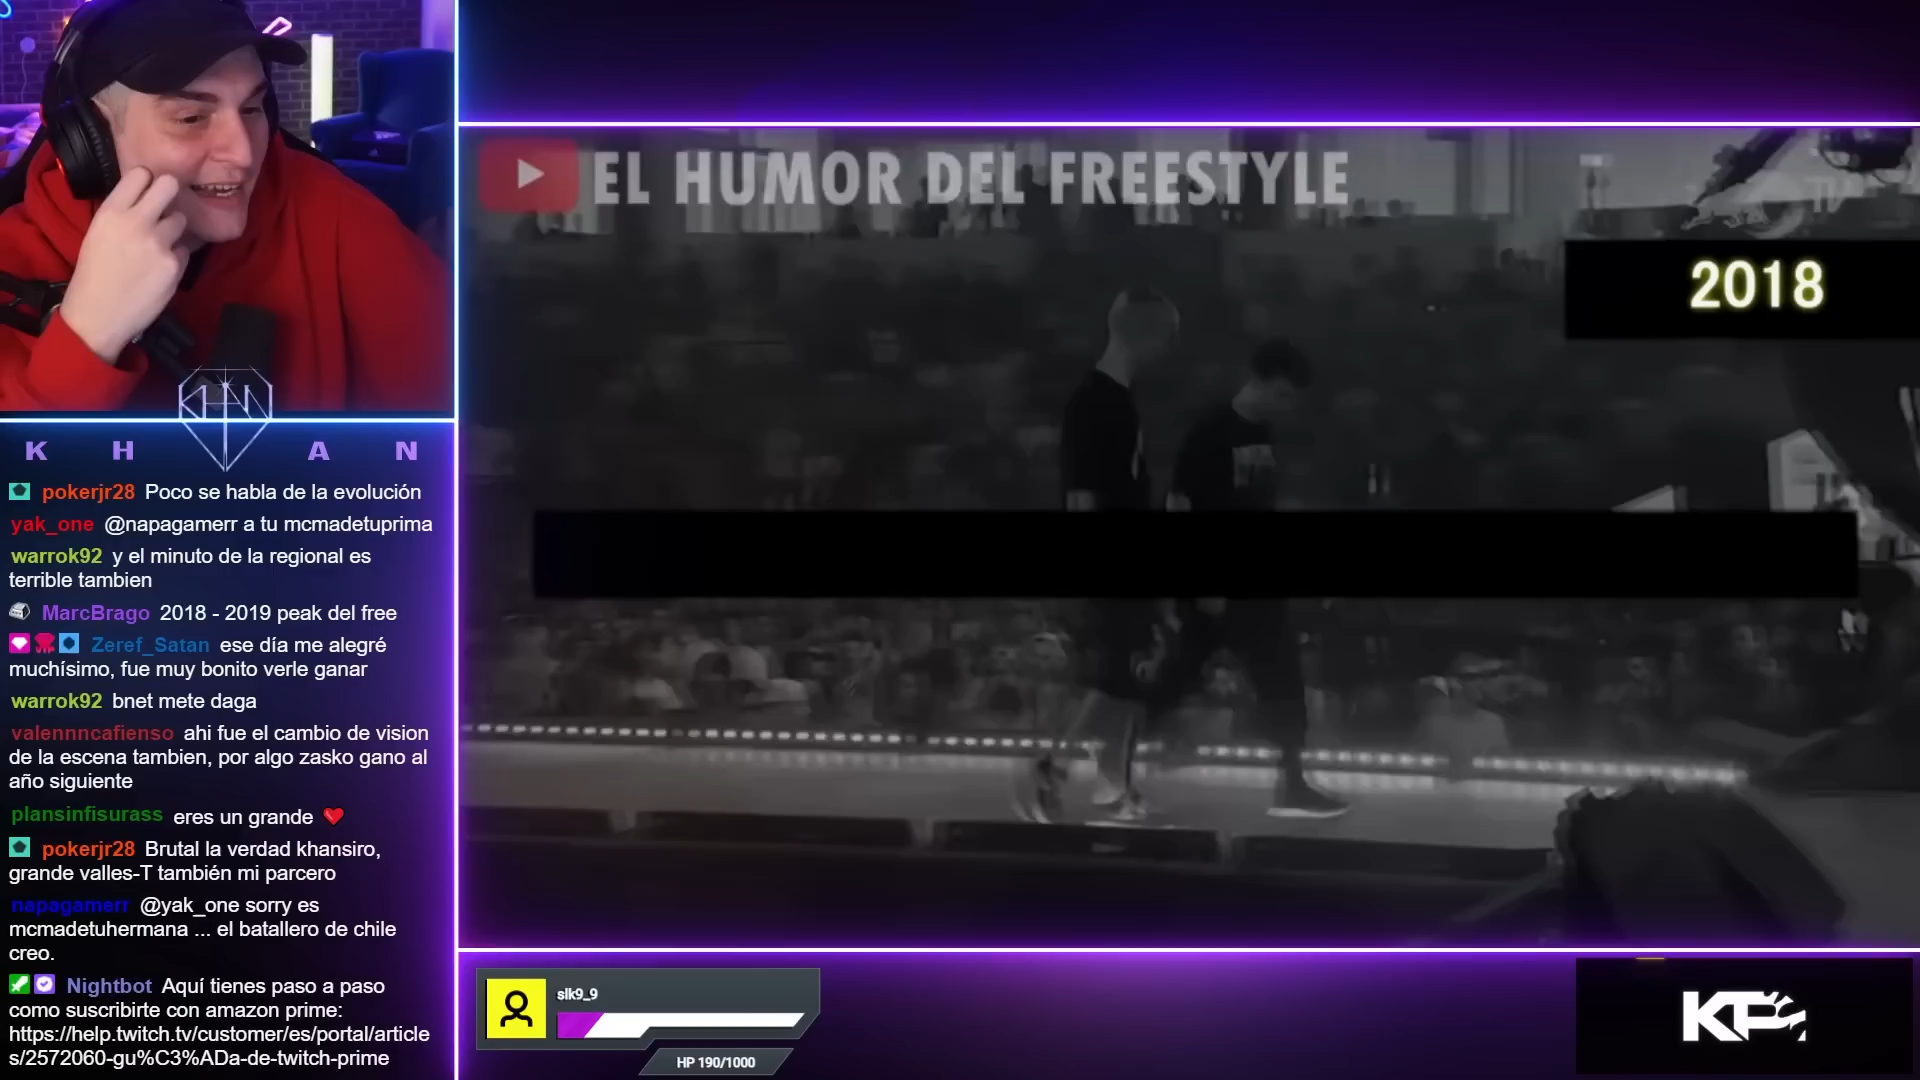 EL HUMOR DEL FREESTYLE
2018
KHAN
K H A N
pokerjr28 Poco se habla de la evolución
yak_one @napagamerr a tu mcmadetuprima
warrok92 y el minuto de la regional es
terrible tambien
MarcBrago 2018 - 2019 peak del free
Zeref_Satan ese día me alegré
muchísimo, fue muy bonito verle ganar
warrok92 bnet mete daga
valennncafienso ahi fue el cambio de vision
de la escena tambien, por algo zasko gano al
año siguiente
plansinfisurass eres un grande
pokerjr28 Brutal la verdad khansiro,
grande valles-T también mi parcero
napagamerr @yak_one sorry es
mcmadetuhermana ... el batallero de chile
creo.
Nightbot Aquí tienes paso a paso
como suscribirte con amazon prime:
https://help.twitch.tv/customer/es/portal/article
s/2572060-gu%C3%ADa-de-twitch-prime
slk9_9
HP 190/1000